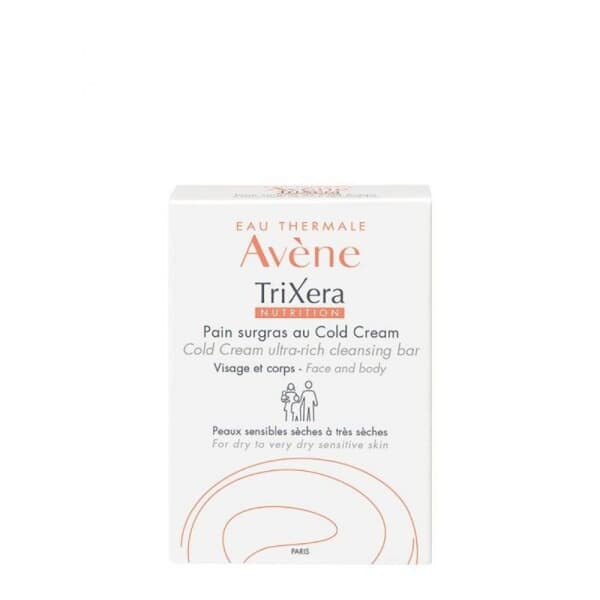 EAU THERMALE
Avène
TriXera
NUTRITION
Pain surgras au Cold Cream
Cold Cream ultra-rich cleansing bar
Visage et corps - Face and body
Peaux sensibles sèches à très sèches
For dry to very dry sensitive skin
PARIS